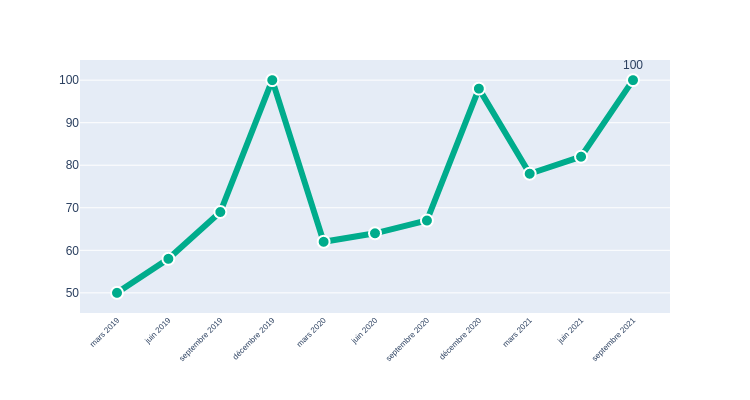 100
100
90
80
70
60
50
mars 2019
juin 2019
septembre 2019
décembre 2019
mars 2020
juin 2020
septembre 2020
décembre 2020
mars 2021
juin 2021
septembre 2021